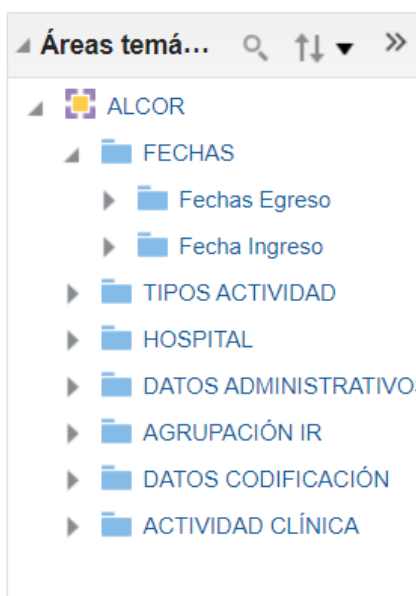 Áreas temá...
ALCOR
FECHAS
Fechas Egreso
Fecha Ingreso
TIPOS ACTIVIDAD
HOSPITAL
DATOS ADMINISTRATIVOS
AGRUPACIÓN IR
DATOS CODIFICACIÓN
ACTIVIDAD CLÍNICA